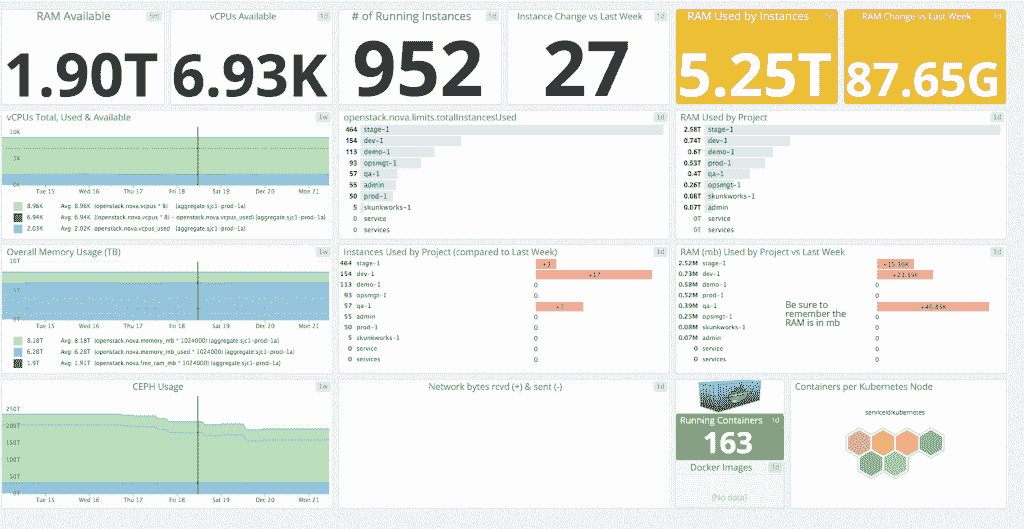 RAM Available 5m
1.90T
vCPUs Available 1d
6.93K
# of Running Instances 1d
952
Instance Change vs Last Week 1d
27
RAM Used by Instances 1d
5.25T
RAM Change vs Last Week 1d
87.65G
vCPUs Total, Used & Available 1w
10K
5K
0K
Tue 15 Wed 16 Thu 17 Fri 18 Sat 19 Dec 20 Mon 21
8.96K Avg: 8.96K (openstack.nova.vcpus * 8) (aggregate:sjc1-prod-1a)
6.94K Avg: 6.94K ((openstack.nova.vcpus * 8) - openstack.nova.vcpus_used) (aggregate:sjc1-prod-1a)
2.03K Avg: 2.02K openstack.nova.vcpus_used (aggregate:sjc1-prod-1a)
openstack.nova.limits.totalInstancesUsed 1d
464 stage-1
154 dev-1
113 demo-1
93 opsmgt-1
57 qa-1
55 admin
50 prod-1
5 skunkworks-1
0 service
0 services
RAM Used by Project 1d
2.58T stage-1
0.74T dev-1
0.6T demo-1
0.53T prod-1
0.4T qa-1
0.26T opsmgt-1
0.08T skunkworks-1
0.07T admin
0T service
0T services
Overall Memory Usage (TB) 1w
10T
5T
0T
Tue 15 Wed 16 Thu 17 Fri 18 Sat 19 Dec 20 Mon 21
8.18T Avg: 8.18T (openstack.nova.memory_mb * 1024000) (aggregate:sjc1-prod-1a)
6.28T Avg: 6.28T (openstack.nova.memory_mb_used * 1024000) (aggregate:sjc1-prod-1a)
1.9T Avg: 1.91T (openstack.nova.free_ram_mb * 1024000) (aggregate:sjc1-prod-1a)
Instances Used by Project (compared to Last Week) 1d
464 stage-1 +3
154 dev-1 +17
113 demo-1 0
93 opsmgt-1 0
57 qa-1
55 admin 0
50 prod-1 0
5 skunkworks-1 0
0 service 0
0 services 0
RAM (mb) Used by Project vs Last Week 1d
2.52M stage-1 +15.36K
0.73M dev-1
0.58M demo-1 0
0.52M prod-1 0
0.39M qa-1
0.25M opsmgt-1 0
0.08M skunkworks-1 0
0.07M admin 0
0 service 0
0 services 0
Be sure to
remember the
RAM is in mb
CEPH Usage 1w
250T
200T
150T
100T
50T
0T
Tue 15 Wed 16 Thu 17 Fri 18 Sat 19 Dec 20 Mon 21
Network bytes rcvd (+) & sent (-) 1d
Running Containers 1d
163
Docker Images 1d
(No data)
Containers per Kubernetes Node
serviceid:kubernetes